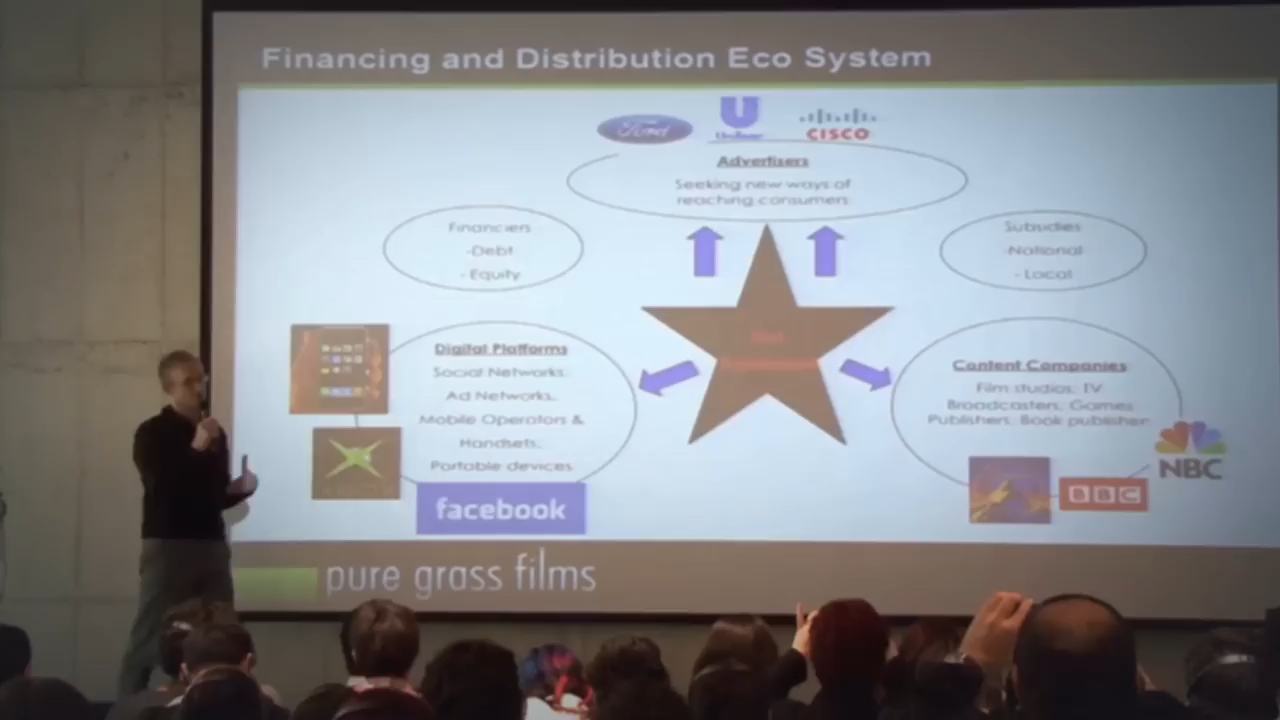 Financing and Distribution Eco System
Ford
Unilever
CISCO
Advertisers
Seeking new ways of
reaching consumers
Financiers
-Debt
- Equity
Subsidies
-National
- Local
Digital Platforms
Social Networks,
Ad Networks,
Mobile Operators &
Handsets,
Portable devices
Content Companies
Film studios, TV
Broadcasters, Games
Publishers, Book publisher
NBC
BBC
facebook
pure grass films